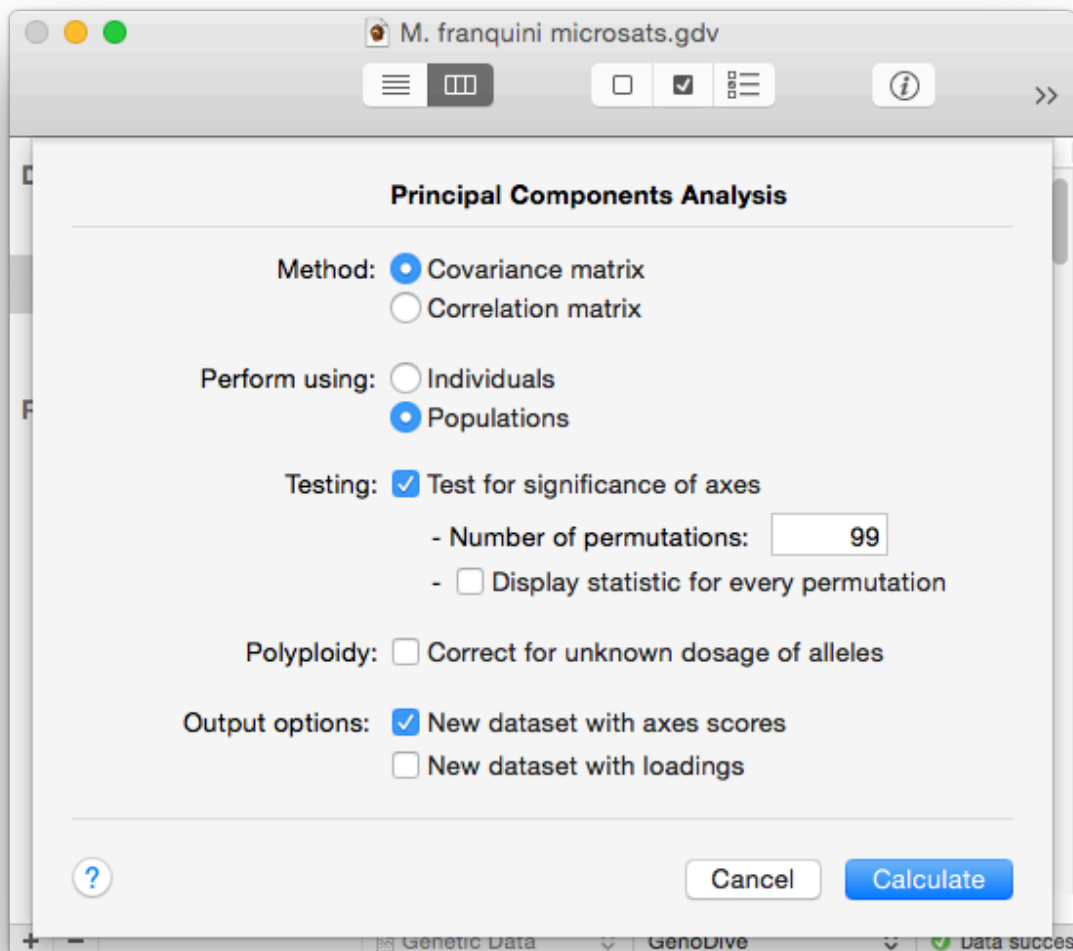 M. franquini microsats.gdv
Principal Components Analysis
Method: Covariance matrix
Correlation matrix
Perform using: Individuals
Populations
Testing: Test for significance of axes
- Number of permutations: 99
- Display statistic for every permutation
Polyploidy: Correct for unknown dosage of alleles
Output options: New dataset with axes scores
New dataset with loadings
? Cancel Calculate
+ − Genetic Data GenoDive Data succes